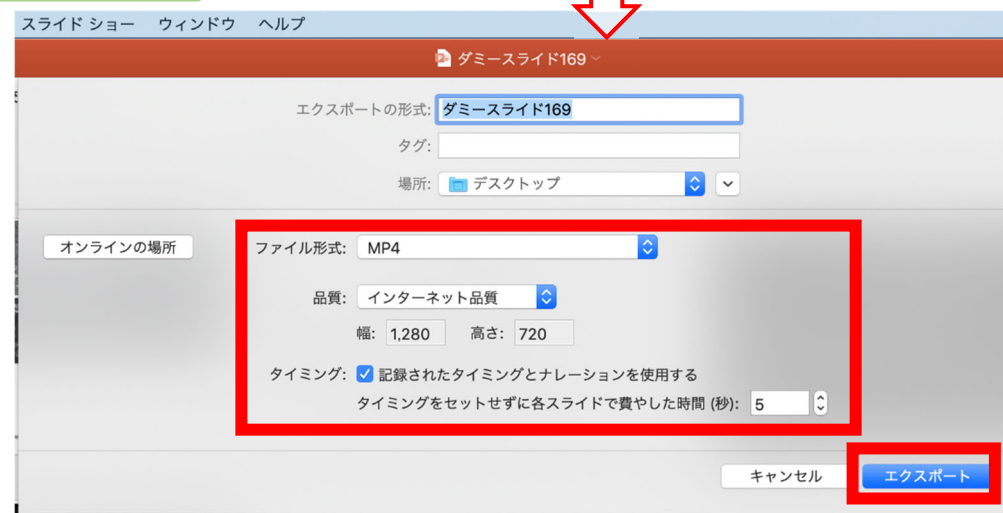 スライド ショー ウィンドウ ヘルプ
ダミースライド169
エクスポートの形式: ダミースライド169
タグ:
場所: デスクトップ
オンラインの場所
ファイル形式: MP4
品質: インターネット品質
幅: 1,280 高さ: 720
タイミング: 記録されたタイミングとナレーションを使用する
タイミングをセットせずに各スライドで費やした時間 (秒): 5
キャンセル エクスポート